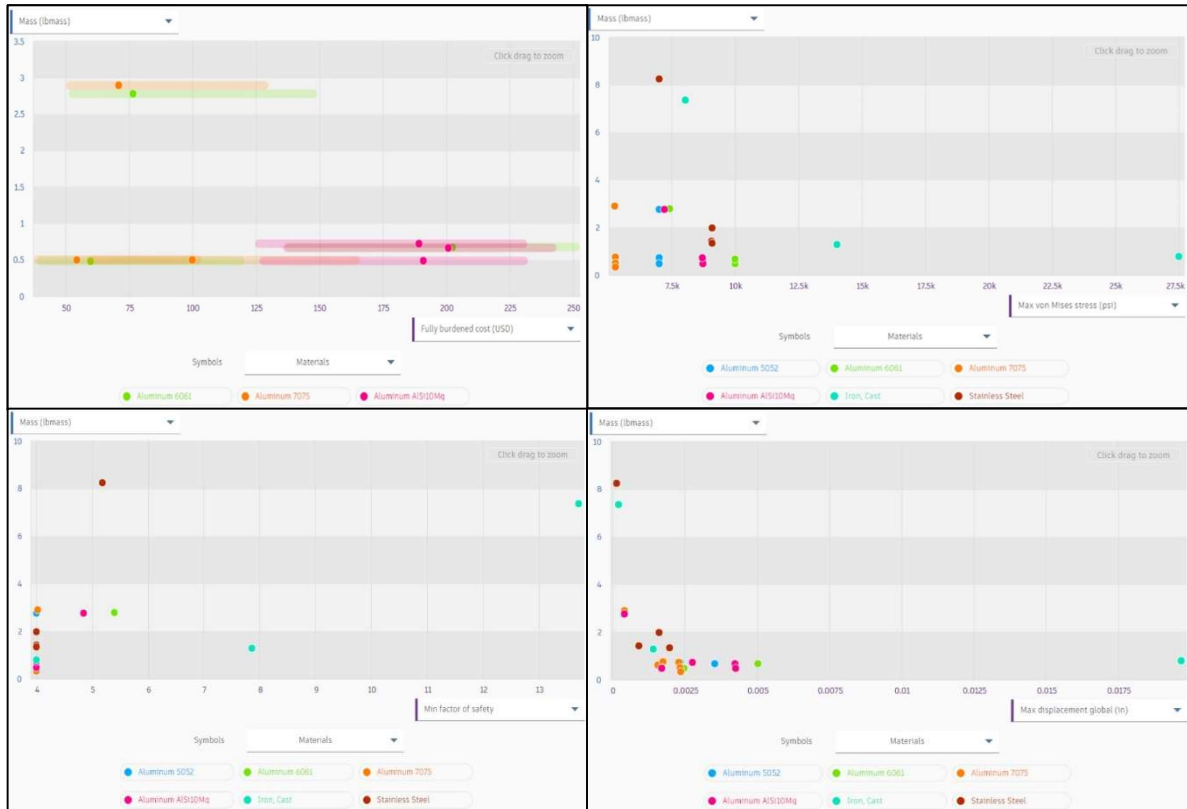 Mass (lbmass)
3.5
3
2.5
2
1.5
1
0.5
0
Click drag to zoom
50 75 100 125 150 175 200 225 250
Fully burdened cost (USD)
Symbols Materials
Aluminum 6061 Aluminum 7075 Aluminum AlSi10Mg
Mass (lbmass)
10
8
6
4
2
0
Click drag to zoom
7.5k 10k 12.5k 15k 17.5k 20k 22.5k 25k 27.5k
Max von Mises stress (psi)
Symbols Materials
Aluminum 5052 Aluminum 6061 Aluminum 7075
Aluminum AlSi10Mg Iron, Cast Stainless Steel
Mass (lbmass)
10
8
6
4
2
0
Click drag to zoom
4 5 6 7 8 9 10 11 12 13
Min factor of safety
Symbols Materials
Aluminum 5052 Aluminum 6061 Aluminum 7075
Aluminum AlSi10Mg Iron, Cast Stainless Steel
Mass (lbmass)
10
8
6
4
2
0
Click drag to zoom
0 0.0025 0.005 0.0075 0.01 0.0125 0.015 0.0175
Max displacement global (in)
Symbols Materials
Aluminum 5052 Aluminum 6061 Aluminum 7075
Aluminum AlSi10Mg Iron, Cast Stainless Steel